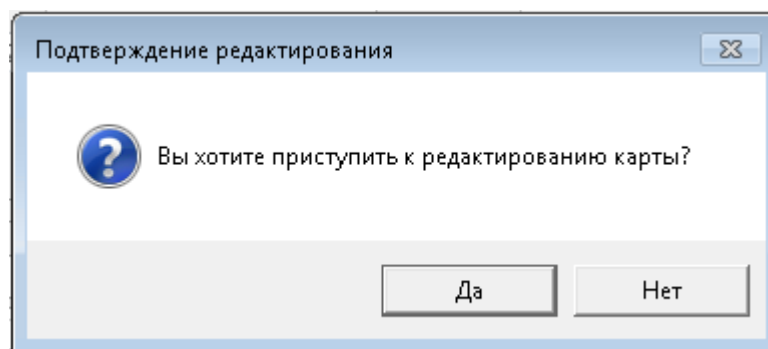 Подтверждение редактирования
Вы хотите приступить к редактированию карты?
Да
Нет